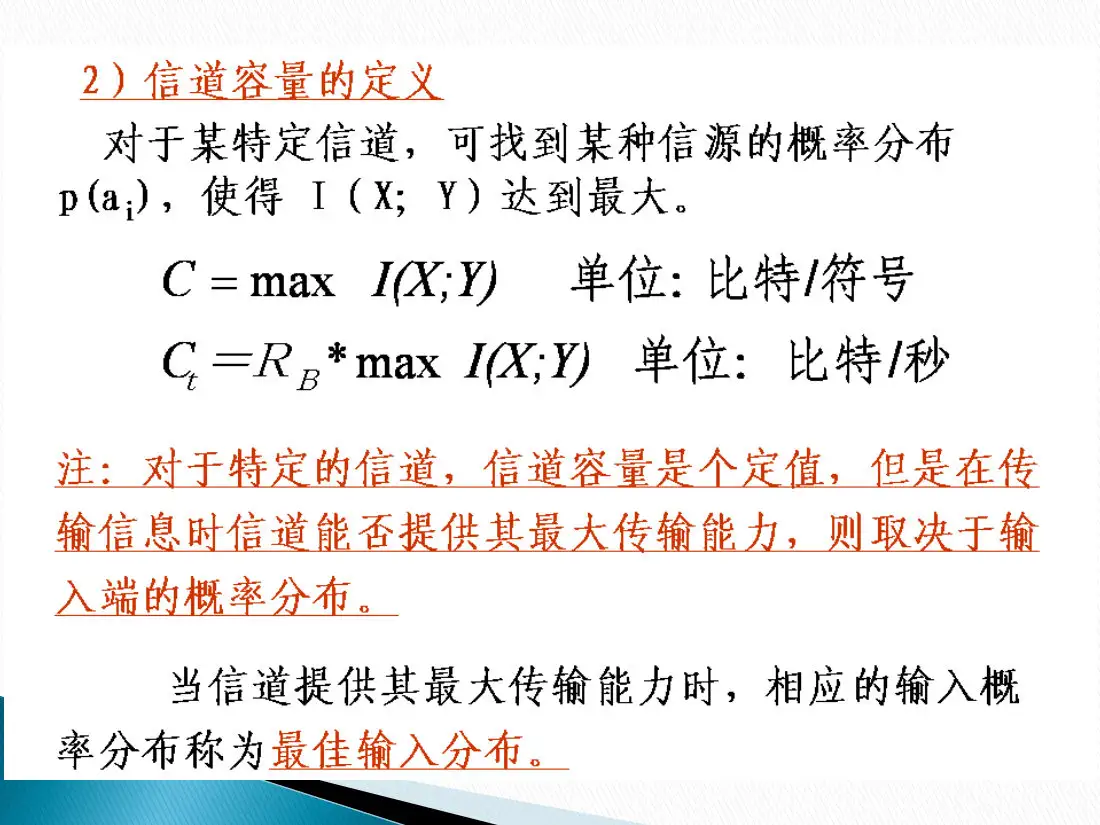 2）信道容量的定义
对于某特定信道，可找到某种信源的概率分布
p(ai)，使得 I（X；Y）达到最大。
C = max I(X;Y) 单位：比特/符号
Ct＝RB*max I(X;Y) 单位：比特/秒
注：对于特定的信道，信道容量是个定值，但是在传
输信息时信道能否提供其最大传输能力，则取决于输
入端的概率分布。
当信道提供其最大传输能力时，相应的输入概
率分布称为最佳输入分布。